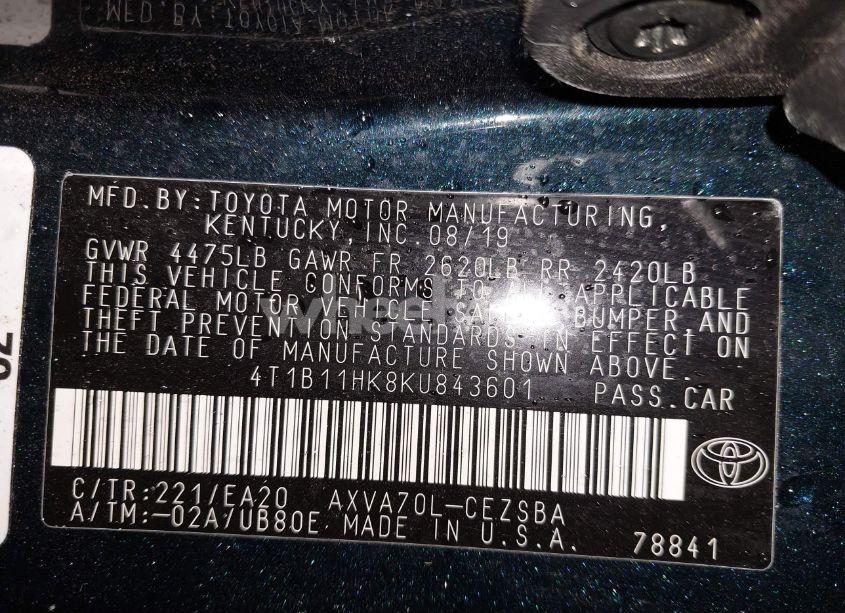 MFD.BY:TOYOTA MOTOR MANUFACTURING,
KENTUCKY,INC.08/19
GVWR 4475LB GAWR FR 2620LB RR 2420LB
THIS VEHICLE CONFORMS TO ALL APPLICABLE
FEDERAL MOTOR VEHICLE BUMPER,AND
THEFT PREVENTION STANDARDS IN EFFECT ON
THE DATE OF MANUFACTURE SHOWN ABOVE.
4T1B11HK8KU843601 PASS.CAR
C/TR:221/EA20 AXVA70L-CEZSBA
A/TM:-02A/UB80E MADE IN U.S.A. 78841